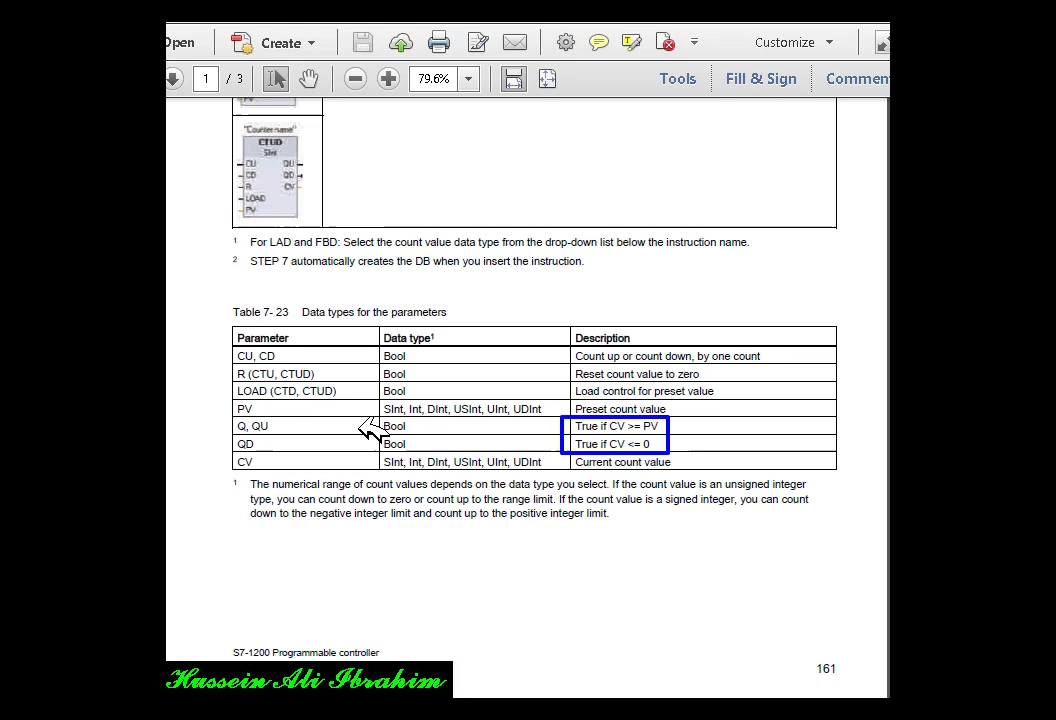 Open Create Customize
1 / 3 79.6% Tools Fill & Sign Commen
PV
"Counter name"
CTUD
SInt
CU QU
CD QD
R CV
LOAD
PV
1 For LAD and FBD: Select the count value data type from the drop-down list below the instruction name.
2 STEP 7 automatically creates the DB when you insert the instruction.
Table 7- 23 Data types for the parameters
Parameter Data type1 Description
CU, CD Bool Count up or count down, by one count
R (CTU, CTUD) Bool Reset count value to zero
LOAD (CTD, CTUD) Bool Load control for preset value
PV SInt, Int, DInt, USInt, UInt, UDInt Preset count value
Q, QU Bool True if CV >= PV
QD Bool True if CV <= 0
CV SInt, Int, DInt, USInt, UInt, UDInt Current count value
1 The numerical range of count values depends on the data type you select. If the count value is an unsigned integer
type, you can count down to zero or count up to the range limit. If the count value is a signed integer, you can count
down to the negative integer limit and count up to the positive integer limit.
S7-1200 Programmable controller
161
Hussein Ali Ibrahim